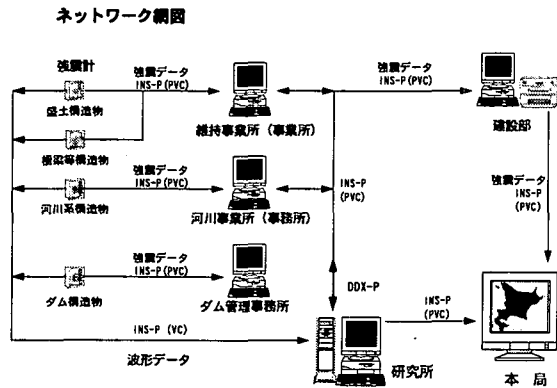 ネットワーク網図
強震計
強震データ
INS-P(PVC)
強震データ
INS-P(PVC)
盛土構造物
維持事業所(事業所)
建設部
橋梁等構造物
強震データ
INS-P(PVC)
INS-P
(PVC)
強震データ
INS-P
(PVC)
河川系構造物
河川事業所(事務所)
強震データ
INS-P(PVC)
ダム構造物
ダム管理事務所
DDX-P
INS-P(VC)
INS-P
(PVC)
波形データ
研究所
本局